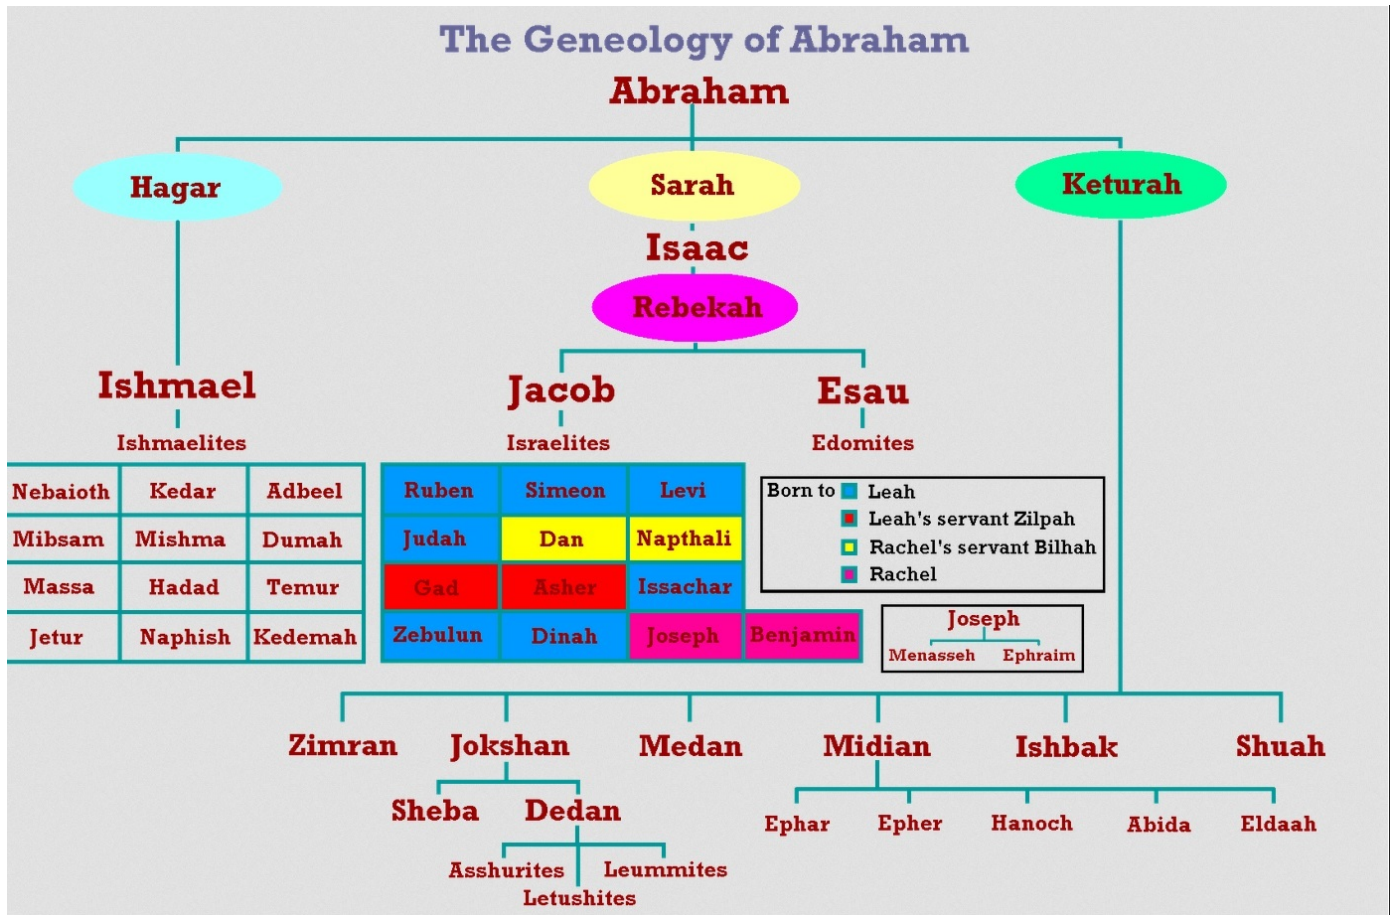 The Geneology of Abraham
Abraham
Hagar
Sarah
Keturah
Isaac
Rebekah
Ishmael
Jacob
Esau
Ishmaelites
Israelites
Edomites
Nebaioth Kedar Adbeel
Mibsam Mishma Dumah
Massa Hadad Temur
Jetur Naphish Kedemah
Ruben Simeon Levi
Judah Dan Napthali
Gad Asher Issachar
Zebulun Dinah Joseph Benjamin
Born to Leah
Leah's servant Zilpah
Rachel's servant Bilhah
Rachel
Joseph
Menasseh Ephraim
Zimran Jokshan Medan Midian Ishbak Shuah
Sheba Dedan
Ephar Epher Hanoch Abida Eldaah
Asshurites Leummites
Letushites